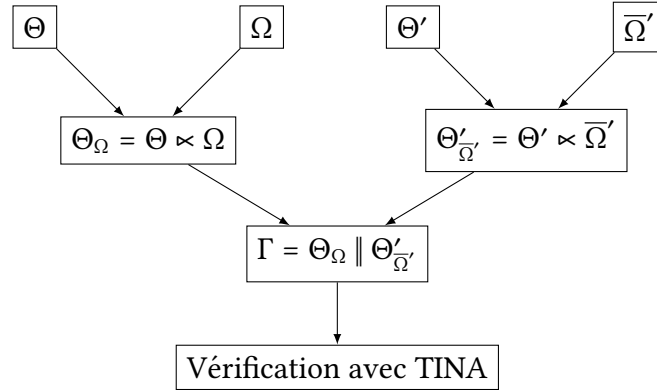 Θ Ω Θ′ Ω̅′
Θ_Ω = Θ ⋉ Ω Θ′_Ω̅′ = Θ′ ⋉ Ω̅′
Γ = Θ_Ω ∥ Θ′_Ω̅′
Vérification avec TINA